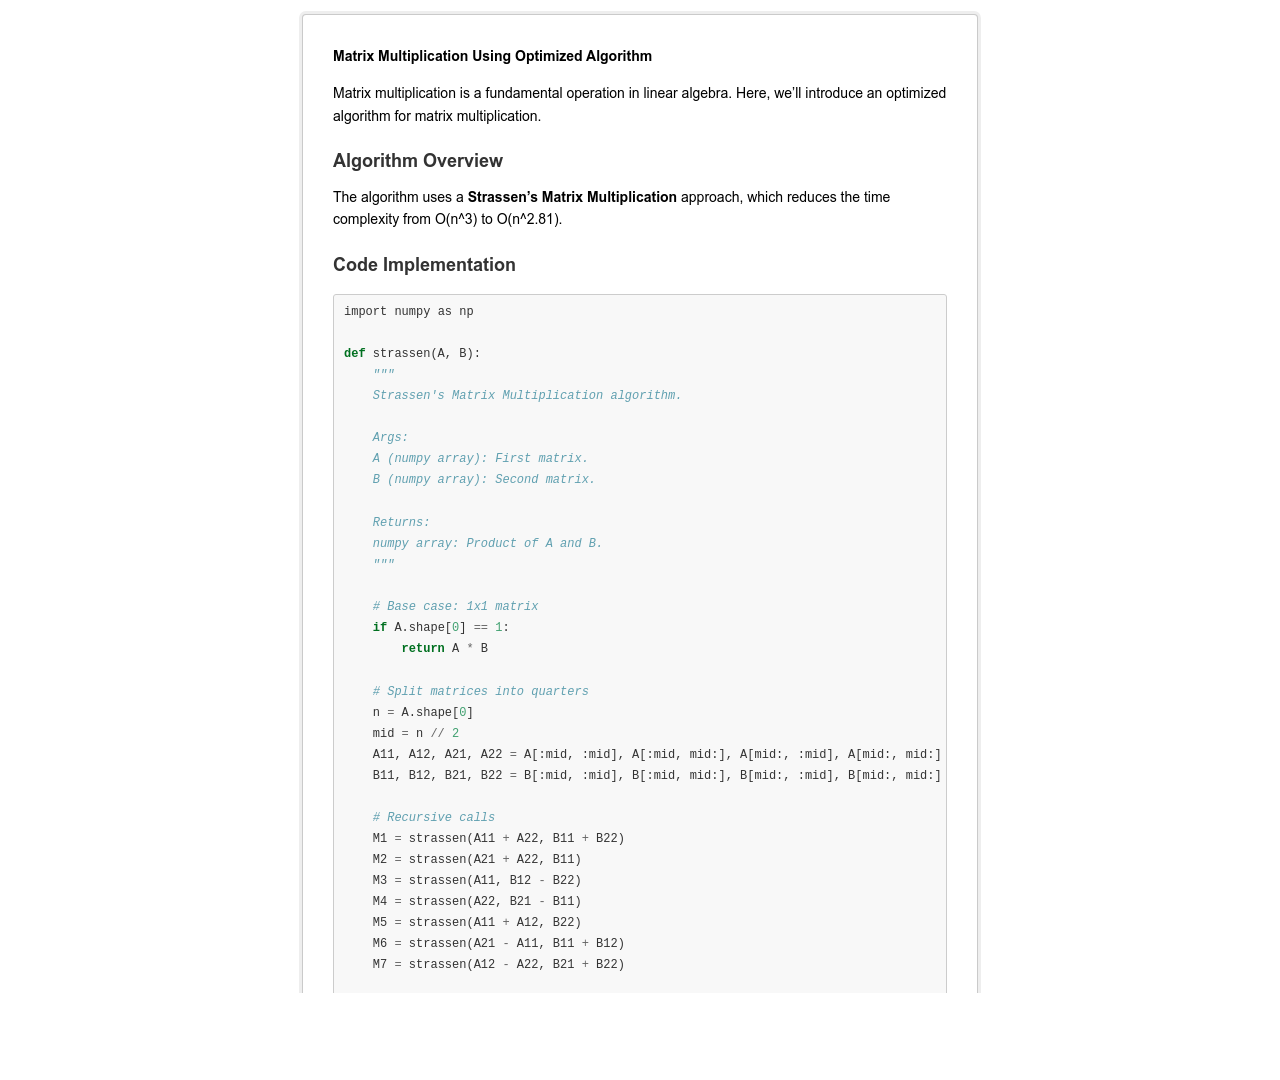 Matrix Multiplication Using Optimized Algorithm
Matrix multiplication is a fundamental operation in linear algebra. Here, we’ll introduce an optimized
algorithm for matrix multiplication.
Algorithm Overview
The algorithm uses a Strassen’s Matrix Multiplication approach, which reduces the time
complexity from O(n^3) to O(n^2.81).
Code Implementation
import numpy as np
def strassen(A, B):
    """
    Strassen's Matrix Multiplication algorithm.
    Args:
    A (numpy array): First matrix.
    B (numpy array): Second matrix.
    Returns:
    numpy array: Product of A and B.
    """
    # Base case: 1x1 matrix
    if A.shape[0] == 1:
        return A * B
    # Split matrices into quarters
    n = A.shape[0]
    mid = n // 2
    A11, A12, A21, A22 = A[:mid, :mid], A[:mid, mid:], A[mid:, :mid], A[mid:, mid:]
    B11, B12, B21, B22 = B[:mid, :mid], B[:mid, mid:], B[mid:, :mid], B[mid:, mid:]
    # Recursive calls
    M1 = strassen(A11 + A22, B11 + B22)
    M2 = strassen(A21 + A22, B11)
    M3 = strassen(A11, B12 - B22)
    M4 = strassen(A22, B21 - B11)
    M5 = strassen(A11 + A12, B22)
    M6 = strassen(A21 - A11, B11 + B12)
    M7 = strassen(A12 - A22, B21 + B22)